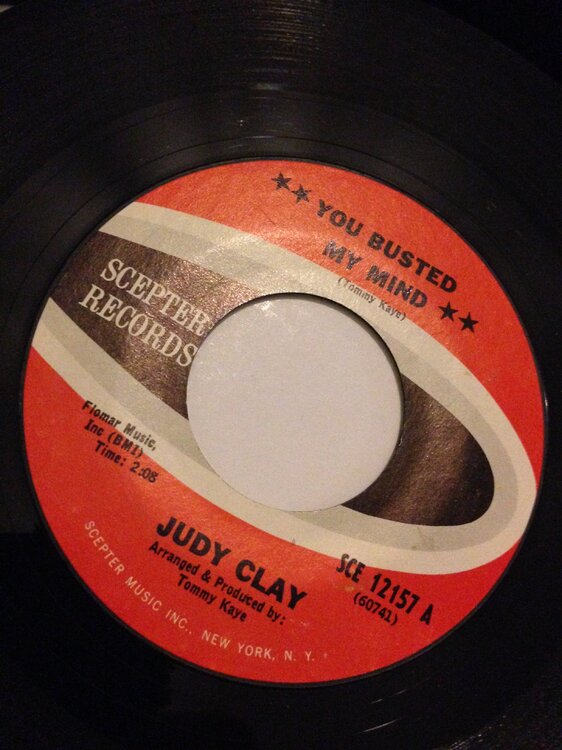 ★★ YOU BUSTED
MY MIND ★★
(Tommy Kaye)
SCEPTER
RECORDS
Flomar Music,
Inc (BMI)
Time: 2:08
JUDY CLAY
Arranged & Produced by:
Tommy Kaye
SCE 12157 A
(60741)
SCEPTER MUSIC INC., NEW YORK, N. Y.